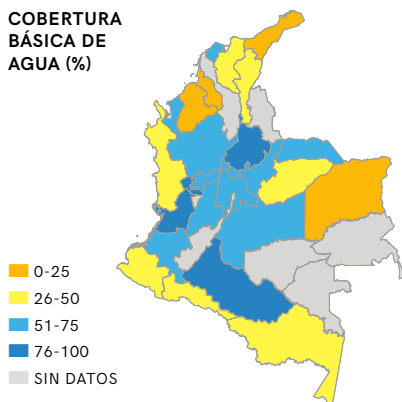 COBERTURA
BÁSICA DE
AGUA (%)
0-25
26-50
51-75
76-100
SIN DATOS